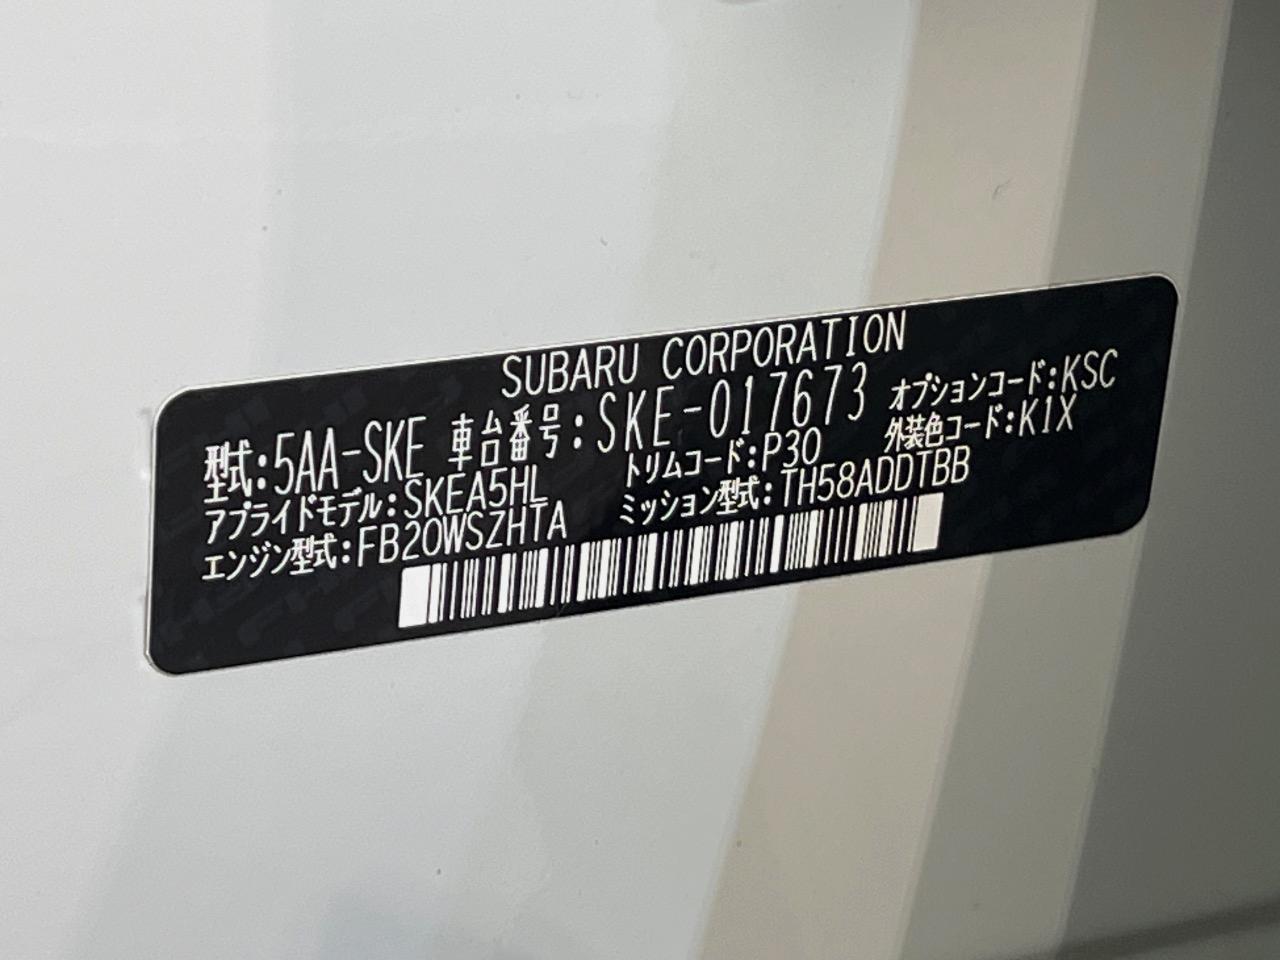 SUBARU CORPORATION
型式:5AA-SKE 車台番号:SKE-017673 オプションコード:KSC
アプライドモデル:SKEA5HL トリムコード:P30 外装色コード:K1X
エンジン型式:FB20WSZHTA ミッション型式:TH58ADDTBB